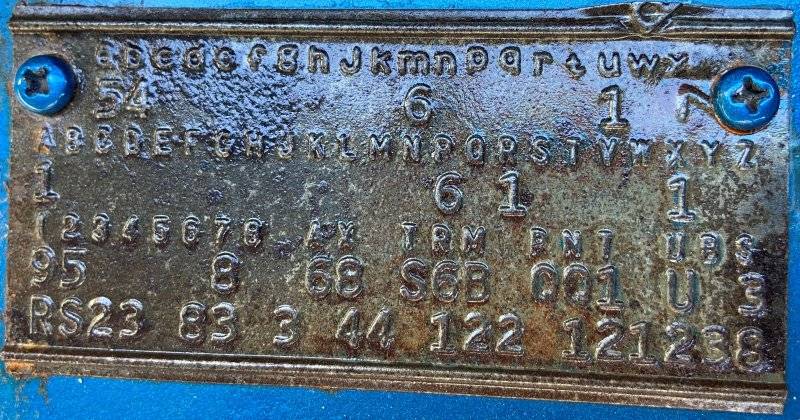 abcdefghjkmnpqrtuwx
54 6 1 7
ABCDEFGHJKLMNPQRSTVWXYZ
1 6 1 1
12345678 AX TRM PNT UBS
95 8 68 S6B QQ1 U 3
RS23 83 3 44 122 121238